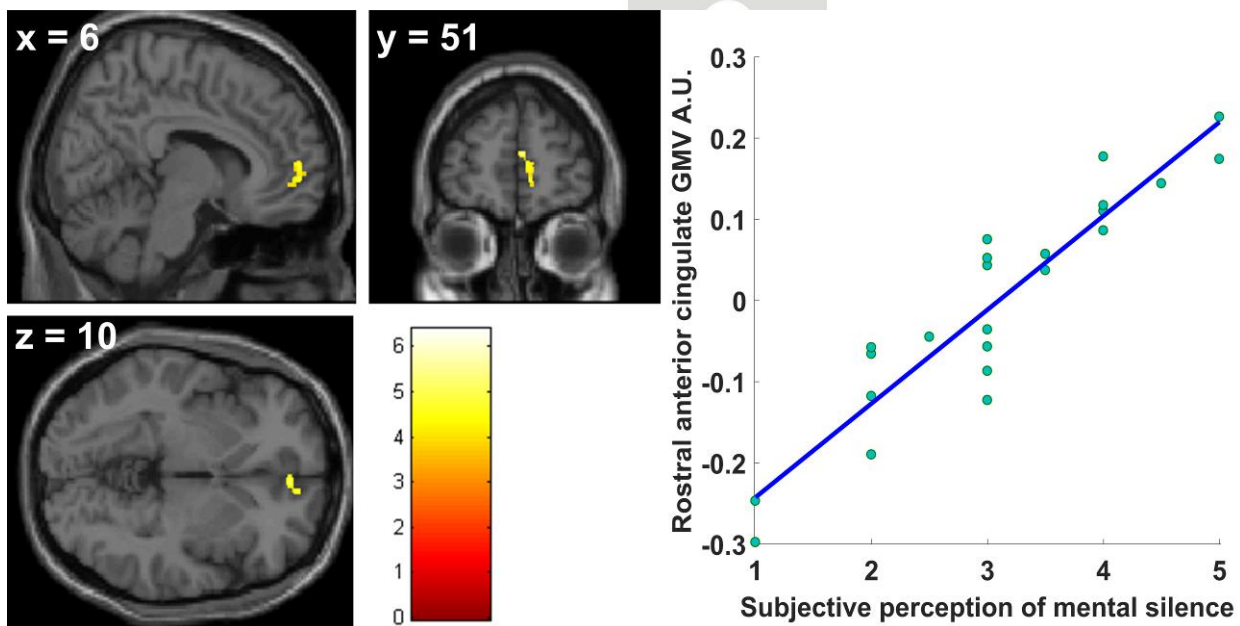 x = 6
y = 51
z = 10
6
5
4
3
2
1
0
Rostral anterior cingulate GMV A.U.
0.3
0.2
0.1
0
-0.1
-0.2
-0.3
1 2 3 4 5
Subjective perception of mental silence